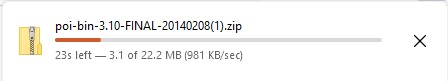 poi-bin-3.10-FINAL-20140208(1).zip
23s left — 3.1 of 22.2 MB (981 KB/sec)